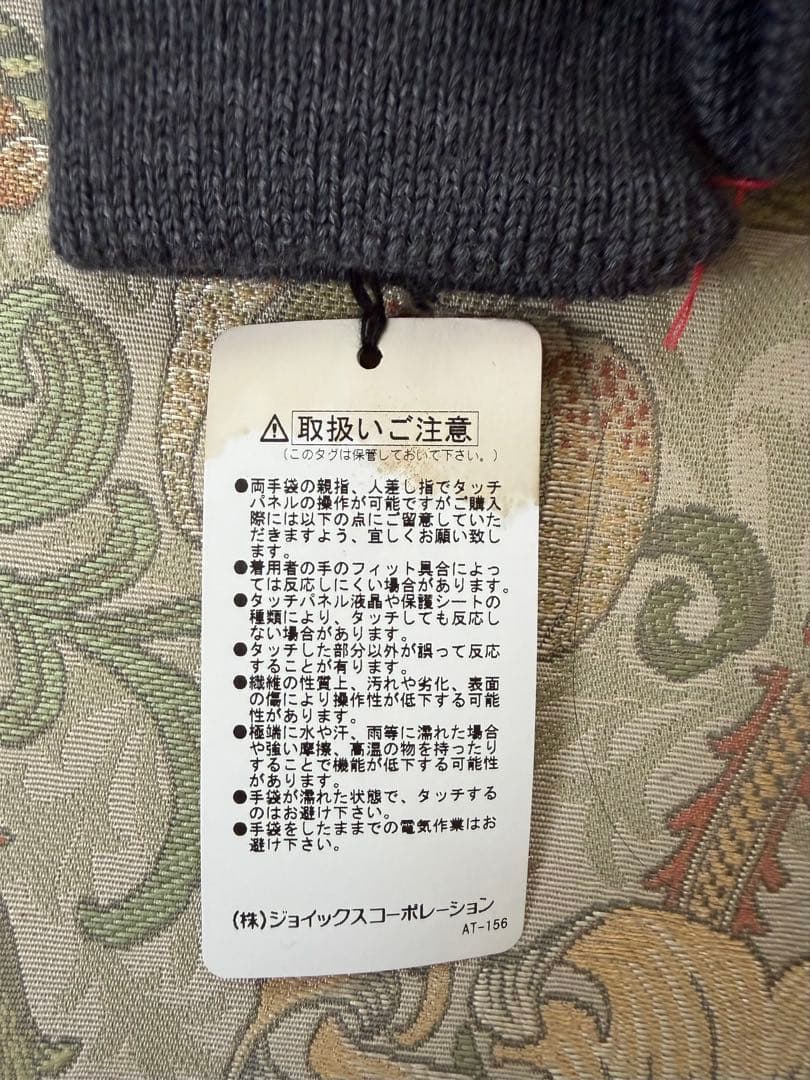 ⚠ 取扱いご注意
(このタグは保管しておいて下さい。)
●両手袋の親指、人差し指でタッチ
パネルの操作が可能ですがご購入
際には以下の点にご留意していた
だきますよう、宜しくお願い致し
ます。
●着用者の手のフィット具合によっ
ては反応しにくい場合があります。
●タッチパネル液晶や保護シートの
種類により、タッチしても反応し
ない場合があります。
●タッチした部分以外が誤って反応
することが有ります。
●繊維の性質上、汚れや劣化、表面
の傷により操作性が低下する可能
性があります。
●極端に水や汗、雨等に濡れた場合
や強い摩擦、高温の物を持ったり
することで機能が低下する可能性
があります。
●手袋が濡れた状態で、タッチする
のはお避け下さい。
●手袋をしたままでの電気作業はお
避け下さい。
(株)ジョイックスコーポレーション
AT-156